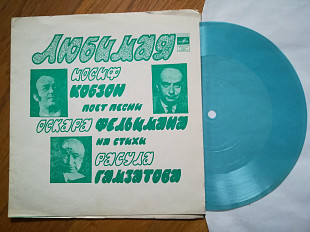 ЛЮБИМАЯ
ИОСИФ
КОБЗОН
ПОЕТ ПЕСНИ
ОСКАРА ФЕЛЬЦМАНА
НА СТИХИ
РАСУЛА
ГАМЗАТОВА